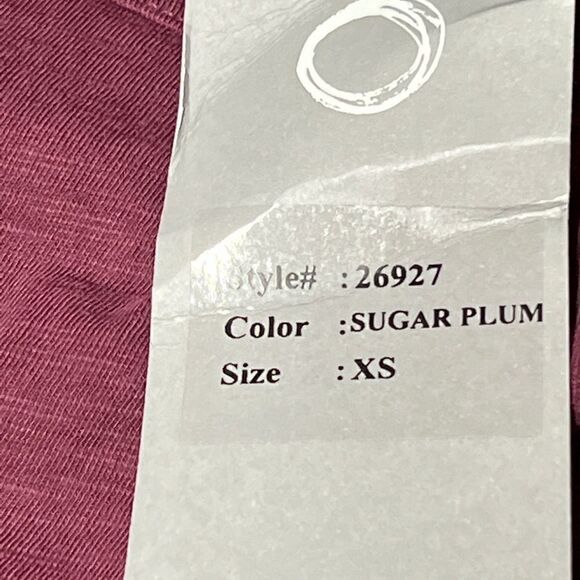 Style# : 26927
Color : SUGAR PLUM
Size : XS